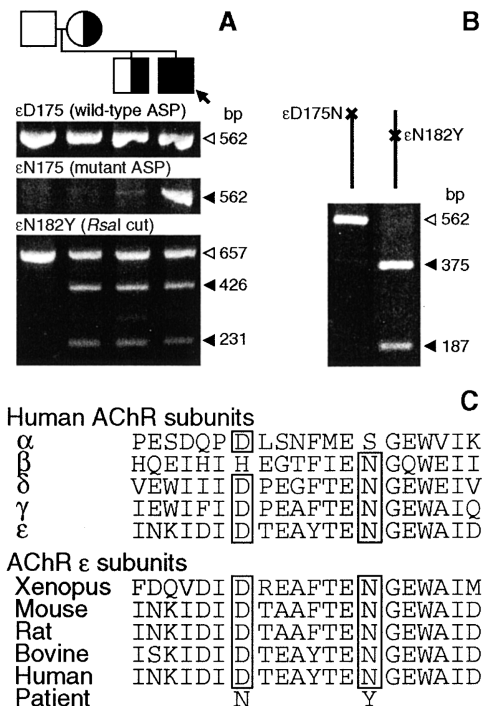 A
B
εD175 (wild-type ASP) bp
562
εN175 (mutant ASP)
562
εN182Y (RsaI cut)
657
426
231
εD175N
εN182Y
bp
562
375
187
C
Human AChR subunits
α PESDQPDLSNFMESGEWVIK
β HQEIHIHEGTFIENGQWEII
δ VEWIIIDPEGFTENGEWEIV
γ IEWIFIDPEAFTENGEWAIQ
ε INKIDIDTEAYTENGEWAID
AChR ε subunits
Xenopus FDQVDIDREAFTENGEWAIM
Mouse INKIDIDTAAFTENGEWAID
Rat INKIDIDTAAFTENGEWAID
Bovine ISKIDIDTEAYTENGEWAID
Human INKIDIDTEAYTENGEWAID
Patient N Y